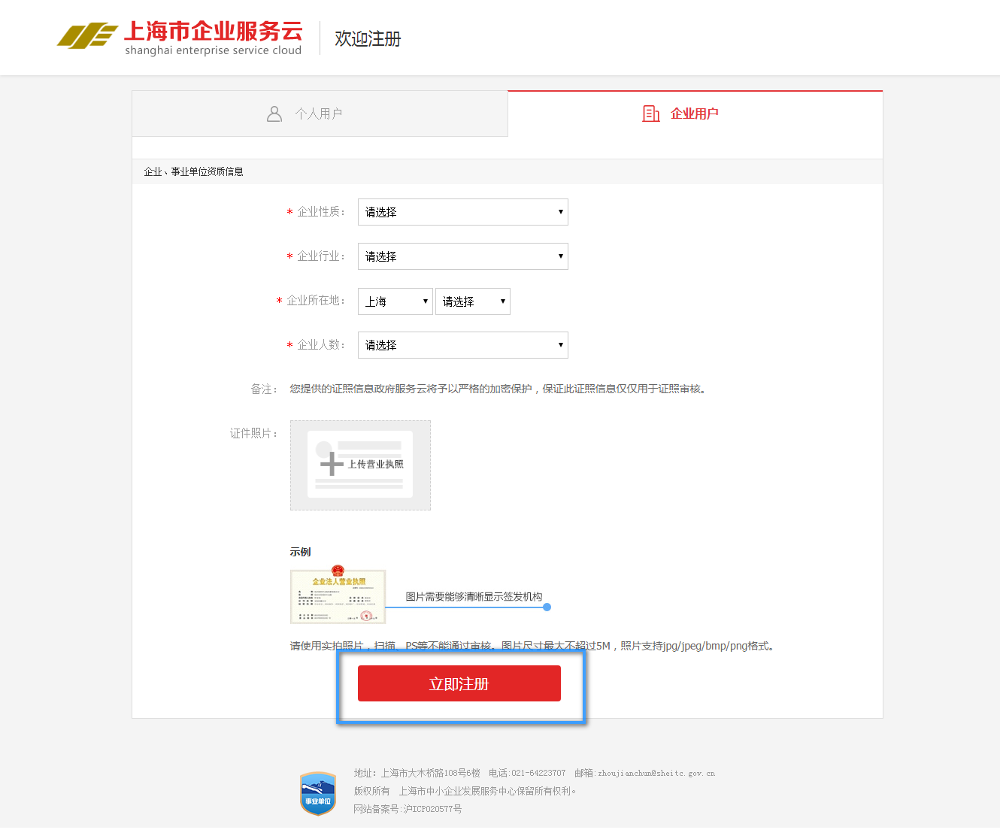 上海市企业服务云
shanghai enterprise service cloud
欢迎注册
个人用户
企业用户
企业、事业单位资质信息
* 企业性质：
请选择
* 企业行业：
请选择
* 企业所在地：
上海
请选择
* 企业人数：
请选择
备注：
您提供的证照信息政府服务云将予以严格的加密保护，保证此证照信息仅仅用于证照审核。
证件照片：
上传营业执照
示例
企业法人营业执照
图片需要能够清晰显示签发机构
请使用实拍照片，扫描、PS等不能通过审核。图片尺寸最大不超过5M，照片支持jpg/jpeg/bmp/png格式。
立即注册
地址：上海市大木桥路108号6楼 电话:021-64223707 邮箱:zhoujianchun@sheitc.gov.cn
版权所有 上海市中小企业发展服务中心保留所有权利。
网站备案号:沪ICP020577号
事业单位